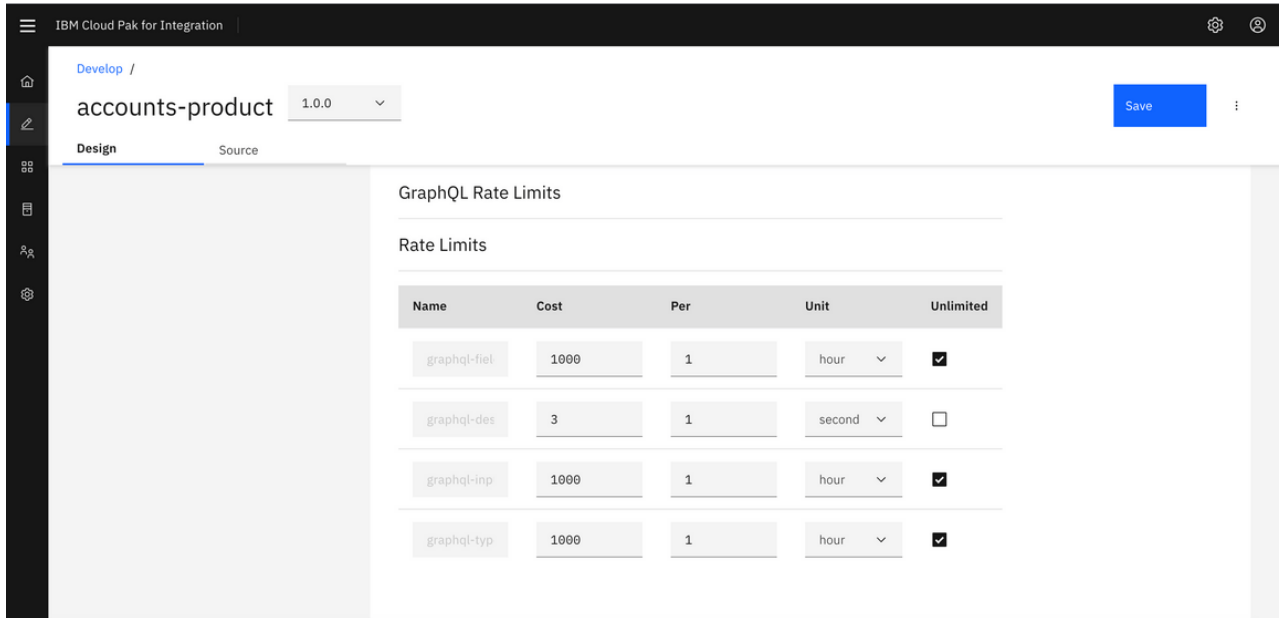 IBM Cloud Pak for Integration
Develop /
accounts-product 1.0.0
Save
Design Source
GraphQL Rate Limits
Rate Limits
Name Cost Per Unit Unlimited
graphql-fiel 1000 1 hour
graphql-des 3 1 second
graphql-inp 1000 1 hour
graphql-typ 1000 1 hour